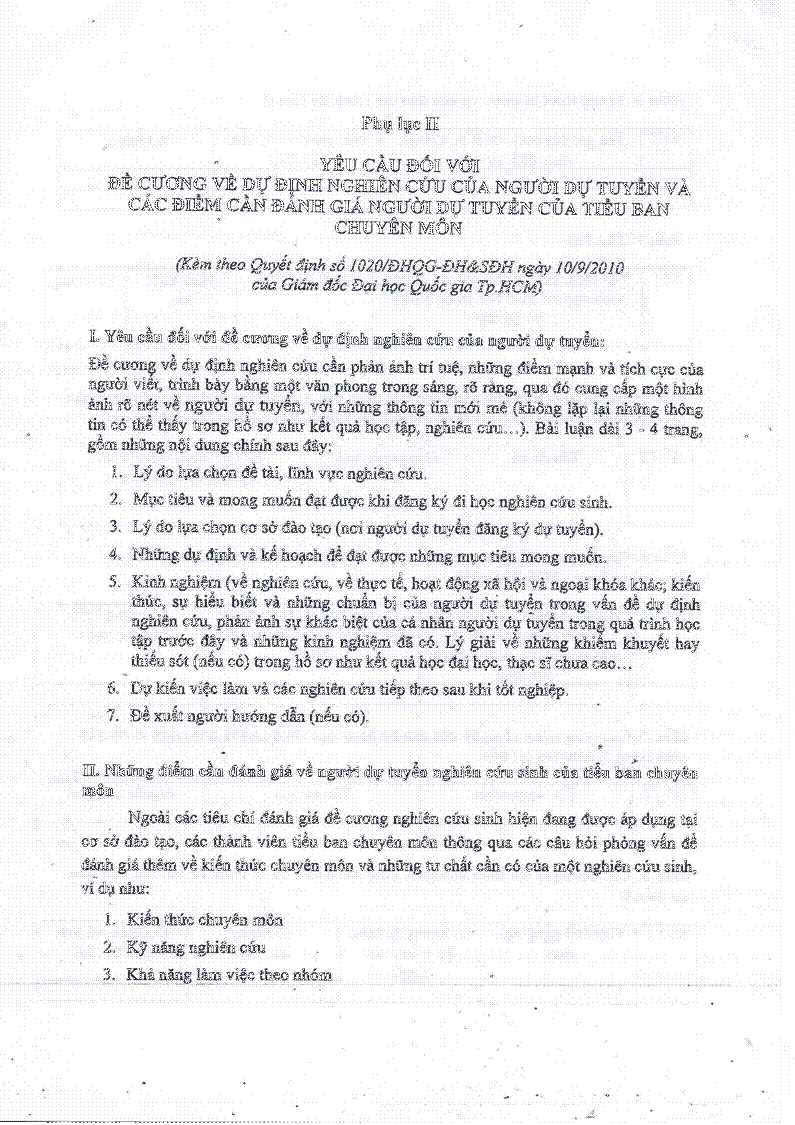 Phụ lục II
YÊU CẦU ĐỐI VỚI
ĐỀ CƯƠNG VỀ DỰ ĐỊNH NGHIÊN CỨU CỦA NGƯỜI DỰ TUYỂN VÀ
CÁC ĐIỂM CẦN ĐÁNH GIÁ NGƯỜI DỰ TUYỂN CỦA TIỂU BAN
CHUYÊN MÔN
(Kèm theo Quyết định số 1020/ĐHQG-ĐH&SĐH ngày 10/9/2010
của Giám đốc Đại học Quốc gia Tp.HCM)
I. Yêu cầu đối với đề cương về dự định nghiên cứu của người dự tuyển:
Đề cương về dự định nghiên cứu cần phản ánh trí tuệ, những điểm mạnh và tích cực của
người viết, trình bày bằng một văn phong trong sáng, rõ ràng, qua đó cung cấp một hình
ảnh rõ nét về người dự tuyển, với những thông tin mới mẻ (không lặp lại những thông
tin có thể thấy trong hồ sơ như kết quả học tập, nghiên cứu...). Bài luận dài 3 - 4 trang,
gồm những nội dung chính sau đây:
1. Lý do lựa chọn đề tài, lĩnh vực nghiên cứu.
2. Mục tiêu và mong muốn đạt được khi đăng ký đi học nghiên cứu sinh.
3. Lý do lựa chọn cơ sở đào tạo (nơi người dự tuyển đăng ký dự tuyển).
4. Những dự định và kế hoạch để đạt được những mục tiêu mong muốn.
5. Kinh nghiệm (về nghiên cứu, về thực tế, hoạt động xã hội và ngoại khóa khác; kiến
thức, sự hiểu biết và những chuẩn bị của người dự tuyển trong vấn đề dự định
nghiên cứu, phản ánh sự khác biệt của cá nhân người dự tuyển trong quá trình học
tập trước đây và những kinh nghiệm đã có. Lý giải về những khiếm khuyết hay
thiếu sót (nếu có) trong hồ sơ như kết quả học đại học, thạc sĩ chưa cao...
6. Dự kiến việc làm và các nghiên cứu tiếp theo sau khi tốt nghiệp.
7. Đề xuất người hướng dẫn (nếu có).
II. Những điểm cần đánh giá về người dự tuyển nghiên cứu sinh của tiểu ban chuyên
môn
Ngoài các tiêu chí đánh giá đề cương nghiên cứu sinh hiện đang được áp dụng tại
cơ sở đào tạo, các thành viên tiểu ban chuyên môn thông qua các câu hỏi phỏng vấn để
đánh giá thêm về kiến thức chuyên môn và những tư chất cần có của một nghiên cứu sinh,
ví dụ như:
1. Kiến thức chuyên môn
2. Kỹ năng nghiên cứu
3. Khả năng làm việc theo nhóm